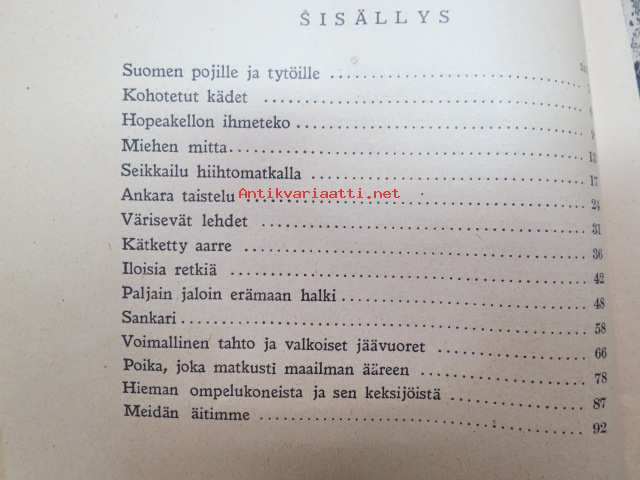 SISÄLLYS
Suomen pojille ja tytöille
Kohotetut kädet
Hopeakellon ihmeteko
Miehen mitta
Seikkailu hiihtomatkalla 17
Ankara taistelu 24
Antikvariaatti.net
Värisevät lehdet 31
Kätketty aarre 36
Iloisia retkiä 42
Paljain jaloin erämaan halki 48
Sankari 58
Voimallinen tahto ja valkoiset jäävuoret 66
Poika, joka matkusti maailman ääreen 78
Hieman ompelukoneista ja sen keksijöistä 87
Meidän äitimme 92